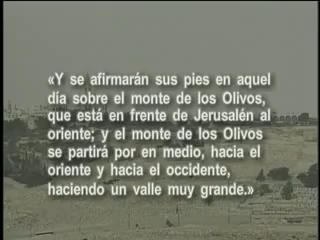 «Y se afirmarán sus pies en aquel
día sobre el monte de los Olivos,
que está en frente de Jerusalén al
oriente; y el monte de los Olivos
se partirá por en medio, hacia el
oriente y hacia el occidente,
haciendo un valle muy grande.»